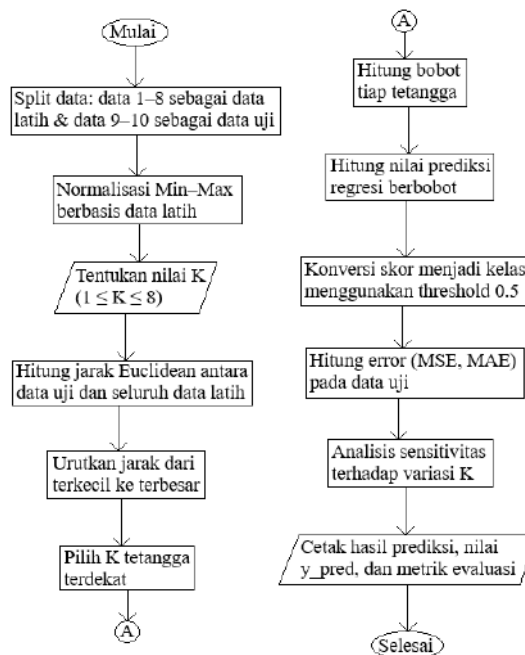 Mulai
Split data: data 1–8 sebagai data
latih & data 9–10 sebagai data uji
Normalisasi Min–Max
berbasis data latih
Tentukan nilai K
(1 ≤ K ≤ 8)
Hitung jarak Euclidean antara
data uji dan seluruh data latih
Urutkan jarak dari
terkecil ke terbesar
Pilih K tetangga
terdekat
A
A
Hitung bobot
tiap tetangga
Hitung nilai prediksi
regresi berbobot
Konversi skor menjadi kelas
menggunakan threshold 0.5
Hitung error (MSE, MAE)
pada data uji
Analisis sensitivitas
terhadap variasi K
Cetak hasil prediksi, nilai
y_pred, dan metrik evaluasi
Selesai